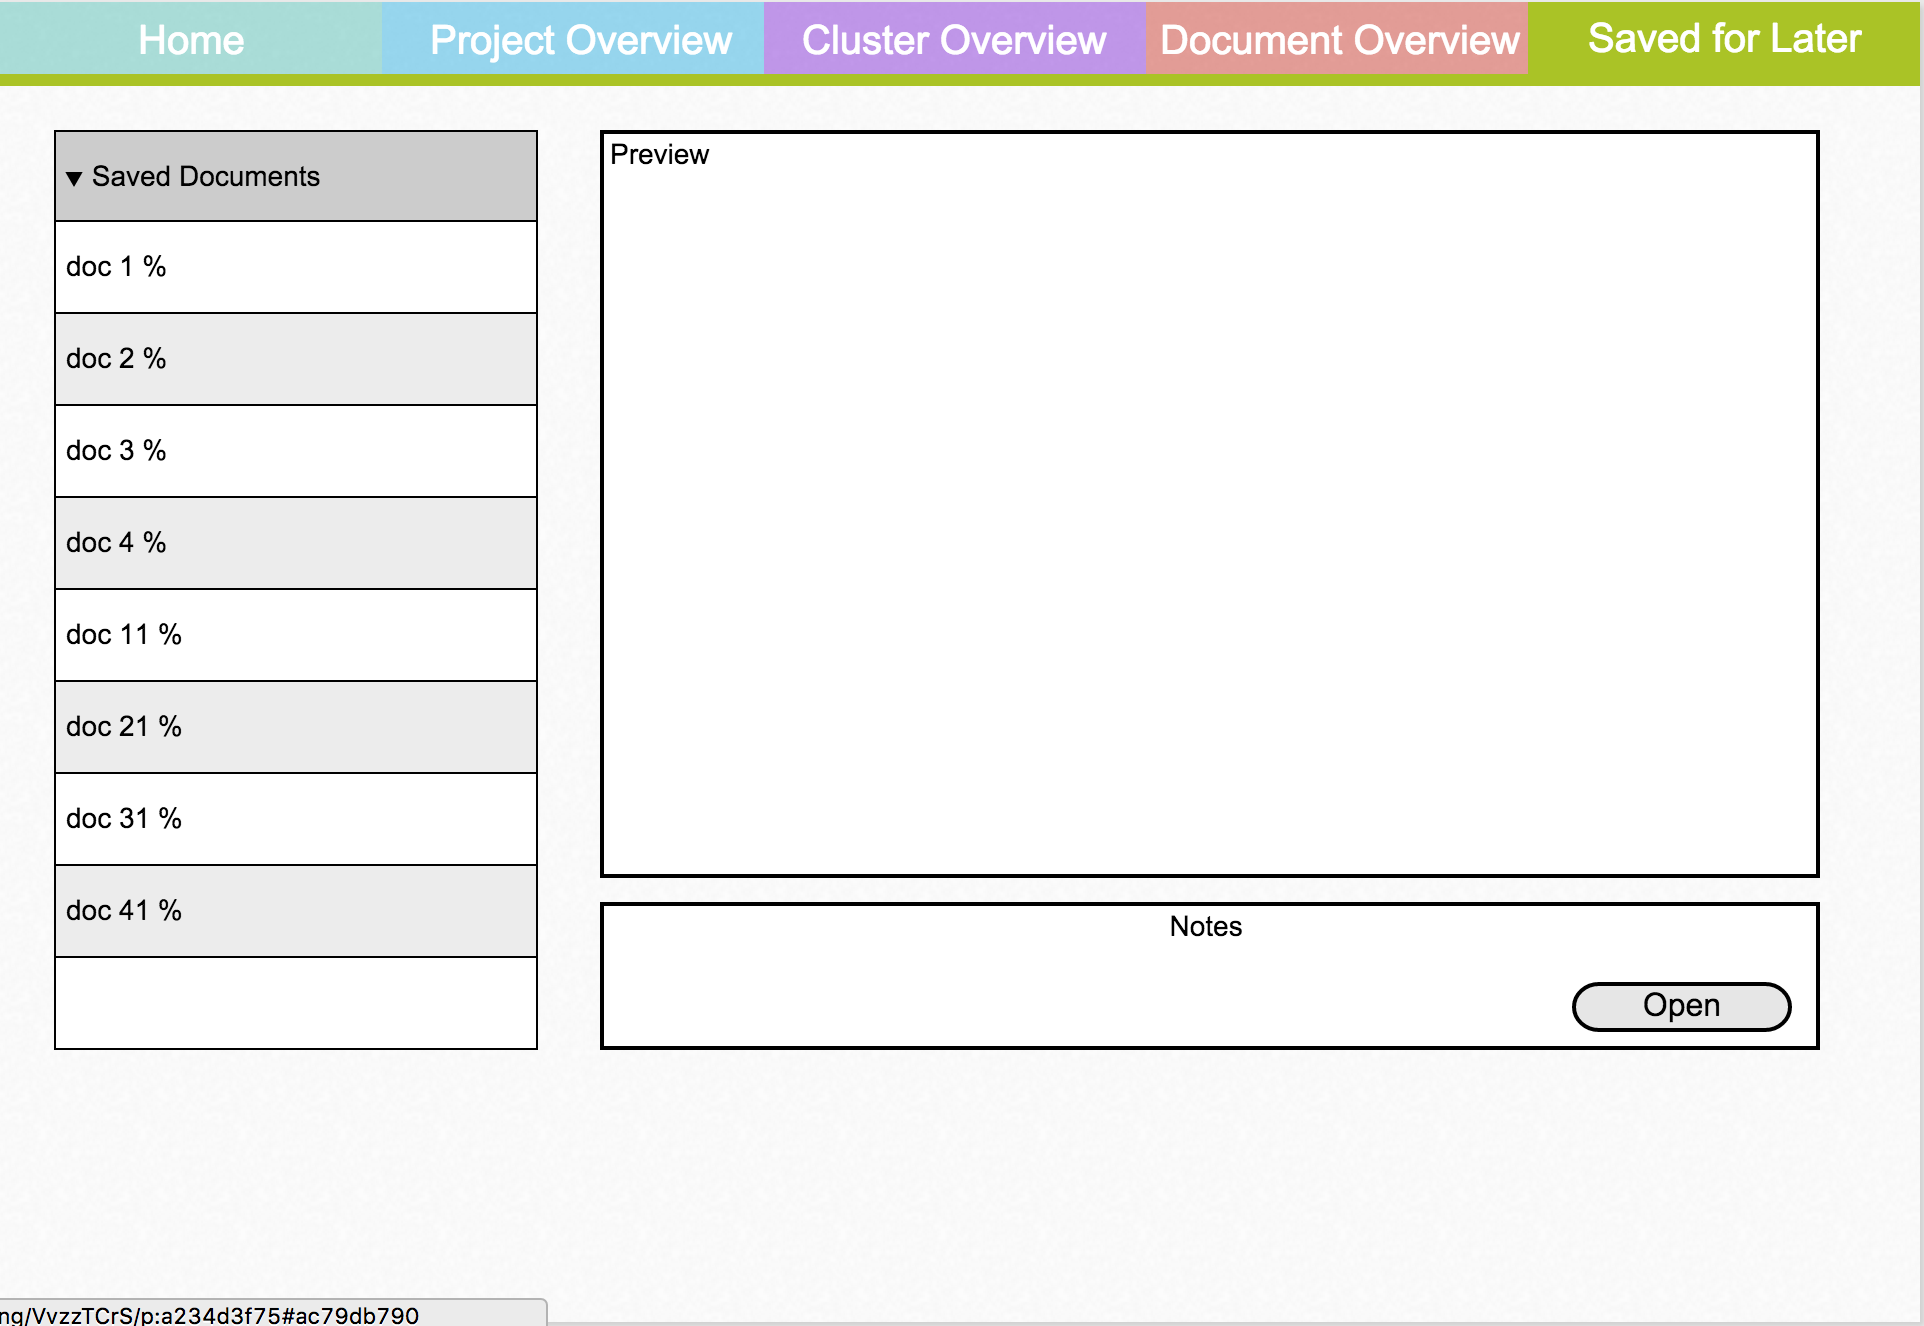 Home Project Overview Cluster Overview Document Overview Saved for Later
▼ Saved Documents
doc 1 %
doc 2 %
doc 3 %
doc 4 %
doc 11 %
doc 21 %
doc 31 %
doc 41 %
Preview
Notes
Open
ng/VvzzTCrS/p:a234d3f75#ac79db790